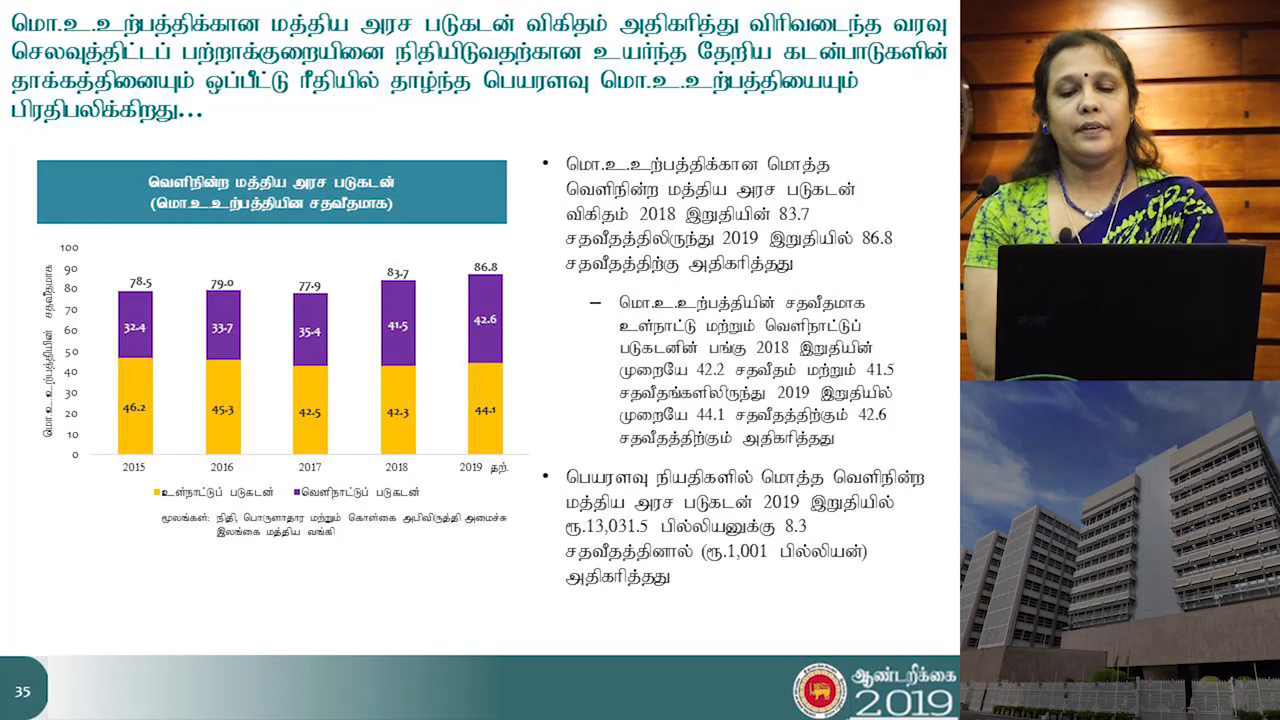 மொ.உ.உற்பத்திக்கான மத்திய அரச படுகடன் விகிதம் அதிகரித்து விரிவடைந்த வரவு
செலவுத்திட்டப் பற்றாக்குறையினை நிதியிடுவதற்கான உயர்ந்த தேறிய கடன்பாடுகளின்
தாக்கத்தினையும் ஒப்பீட்டு ரீதியில் தாழ்ந்த பெயரளவு மொ.உ.உற்பத்தியையும்
பிரதிபலிக்கிறது...
வெளிநின்ற மத்திய அரச படுகடன்
(மொ.உ.உற்பத்தியின சதவீதமாக)
மொ.உ.உற்பத்தியின் சதவீதமாக
100
90
80
70
60
50
40
30
20
10
0
78.5
79.0
77.9
83.7
86.8
32.4
33.7
35.4
41.5
42.6
46.2
45.3
42.5
42.3
44.1
2015
2016
2017
2018
2019 தற்.
உள்நாட்டுப் படுகடன்
வெளிநாட்டுப் படுகடன்
மூலங்கள்: நிதி, பொருளாதார மற்றும் கொள்கை அபிவிருத்தி அமைச்சு
இலங்கை மத்திய வங்கி
• மொ.உ.உற்பத்திக்கான மொத்த
வெளிநின்ற மத்திய அரச படுகடன்
விகிதம் 2018 இறுதியின் 83.7
சதவீதத்திலிருந்து 2019 இறுதியில் 86.8
சதவீதத்திற்கு அதிகரித்தது
– மொ.உ.உற்பத்தியின் சதவீதமாக
உள்நாட்டு மற்றும் வெளிநாட்டுப்
படுகடனின் பங்கு 2018 இறுதியின்
முறையே 42.2 சதவீதம் மற்றும் 41.5
சதவீதங்களிலிருந்து 2019 இறுதியில்
முறையே 44.1 சதவீதத்திற்கும் 42.6
சதவீதத்திற்கும் அதிகரித்தது
• பெயரளவு நியதிகளில் மொத்த வெளிநின்ற
மத்திய அரச படுகடன் 2019 இறுதியில்
ரூ.13,031.5 பில்லியனுக்கு 8.3
சதவீதத்தினால் (ரூ.1,001 பில்லியன்)
அதிகரித்தது
35
ஆண்டறிக்கை
2019